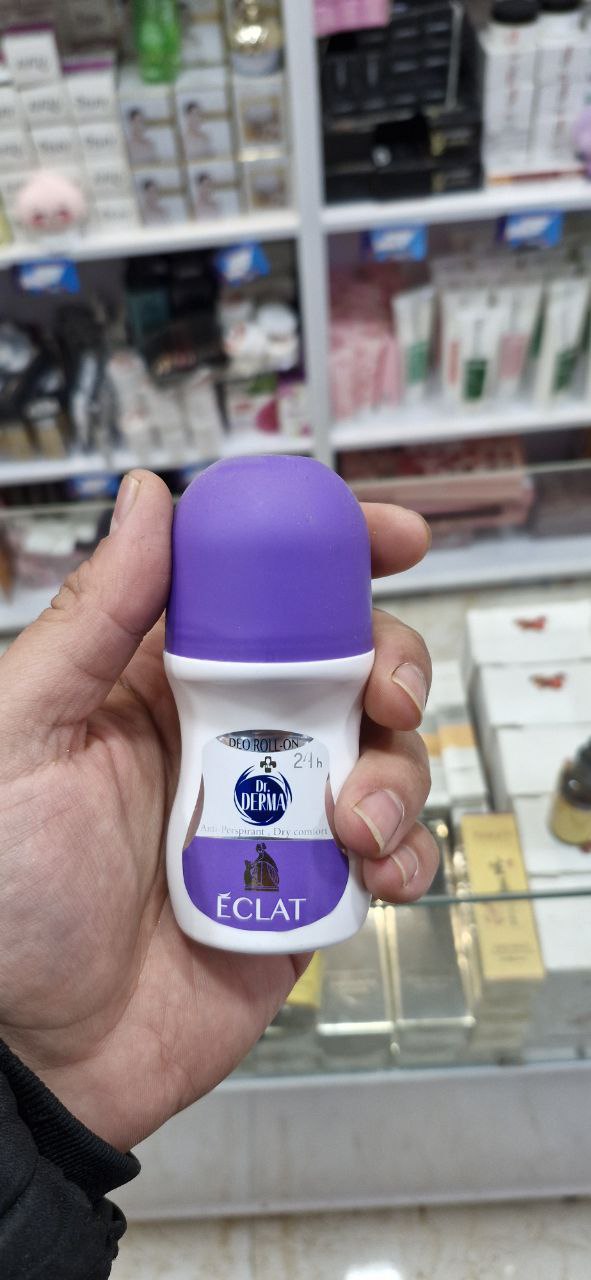 DEO ROLL-ON
24h
Dr.
DERMA
Anti-Perspirant . Dry comfort
ÉCLAT